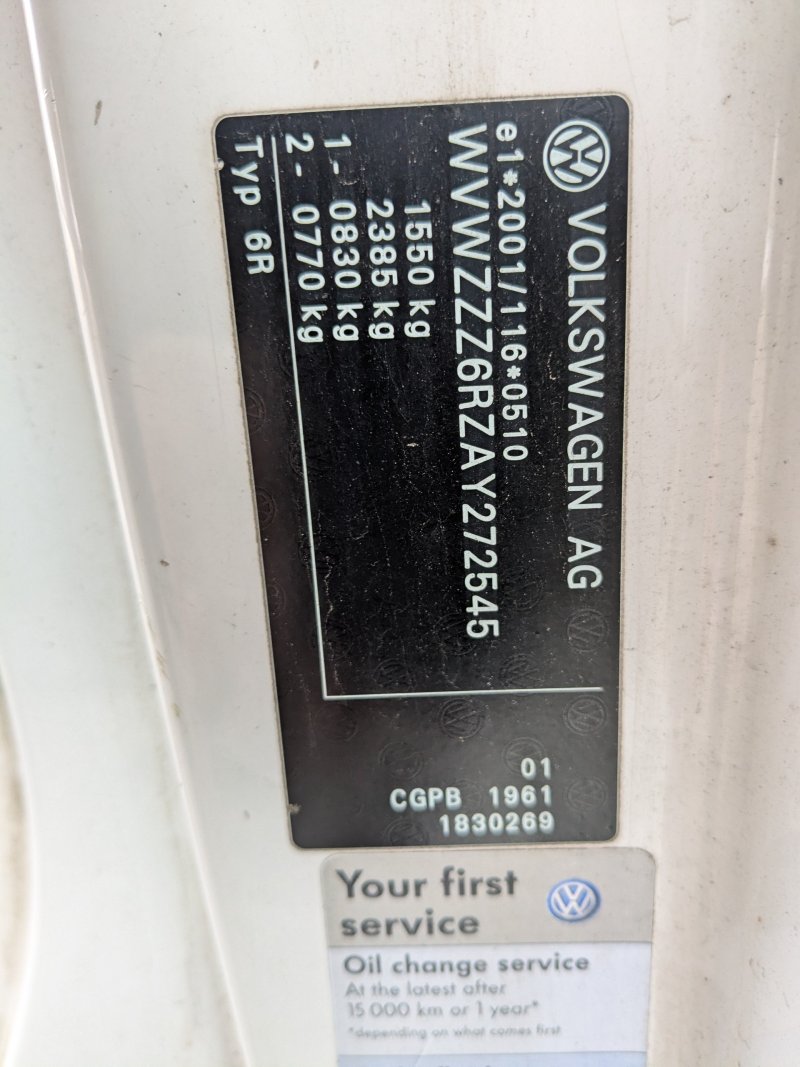 VOLKSWAGEN AG
e1*2001/116*0510
WVWZZZ6RZAY272545
1550 kg
2385 kg
1- 0830 kg
2- 0770 kg
Typ 6R
01
CGPB 1961
1830269
Your first
service
Oil change service
At the latest after
15 000 km or 1 year*
*depending on what comes first